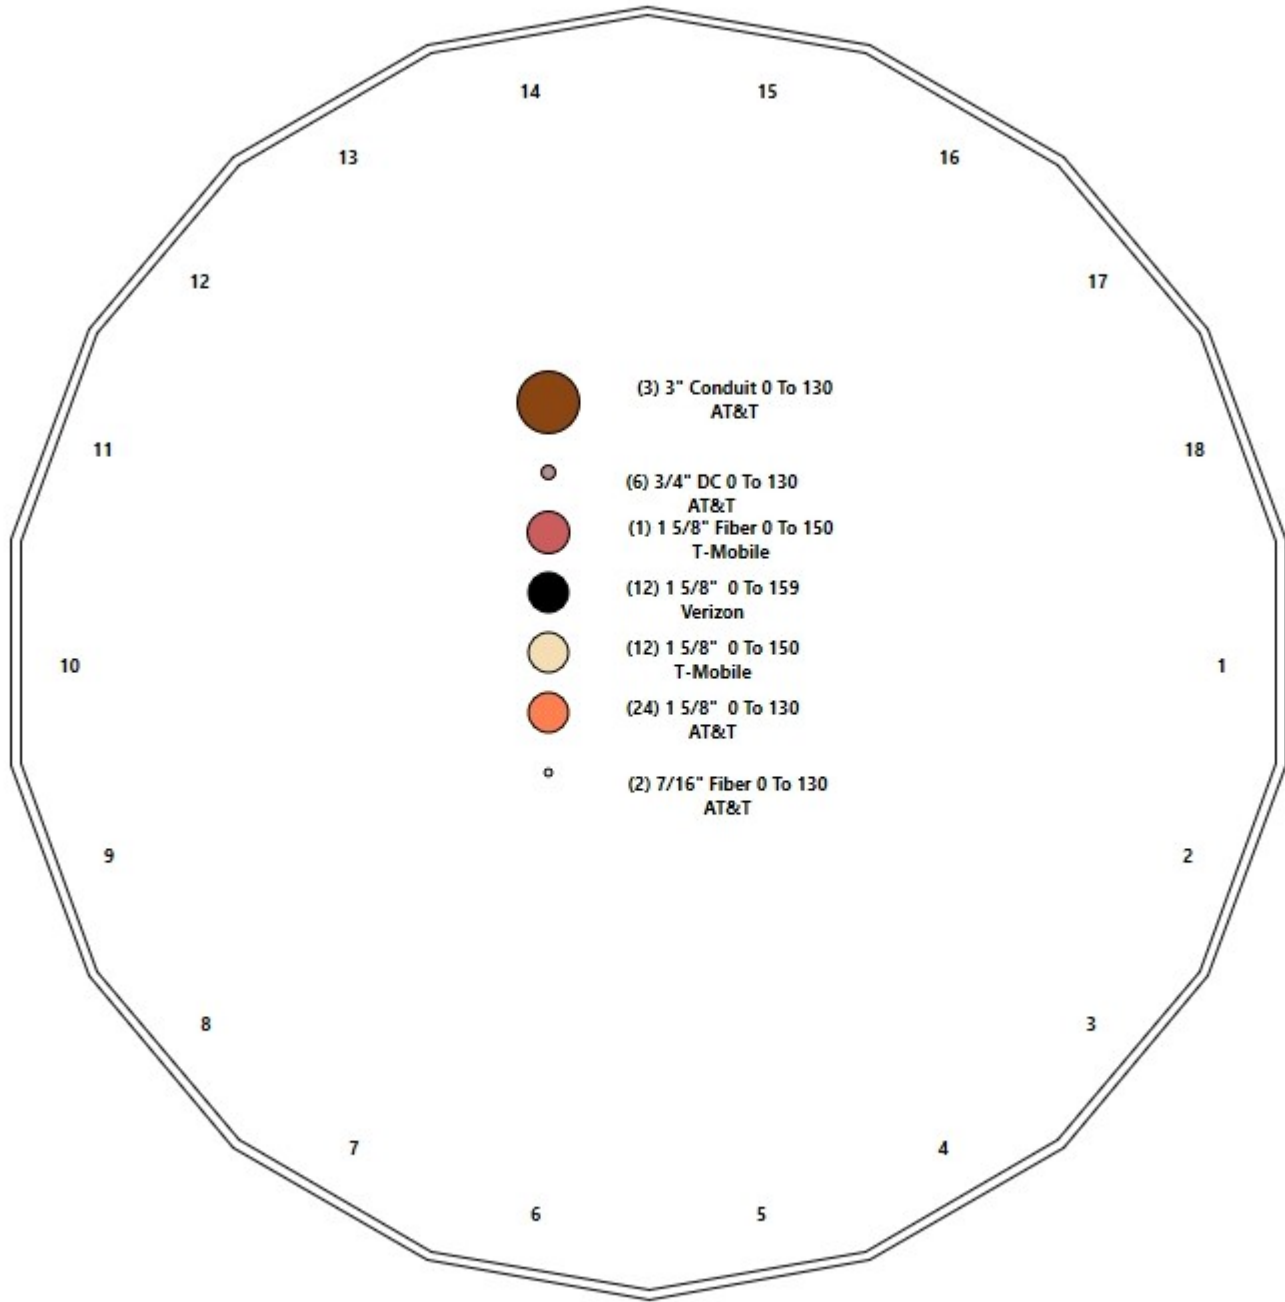 14
15
13
16
12
17
(3) 3" Conduit 0 To 130
AT&T
11
18
(6) 3/4" DC 0 To 130
AT&T
(1) 1 5/8" Fiber 0 To 150
T-Mobile
(12) 1 5/8"  0 To 159
Verizon
(12) 1 5/8"  0 To 150
T-Mobile
10
1
(24) 1 5/8"  0 To 130
AT&T
(2) 7/16" Fiber 0 To 130
AT&T
9
2
8
3
7
4
6
5